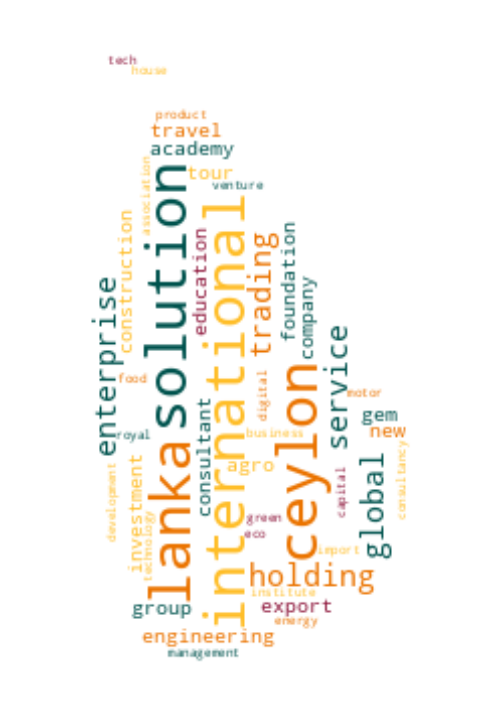 tech
house
product
travel
academy
tour
venture
association
solution
international
construction
education
trading
foundation
company
enterprise
service
food
digital
motor
ceylon
royal
consultant
business
gem
new
lanka
agro
global
consultancy
development
investment
technology
capital
green
eco
import
holding
institute
group
export
energy
engineering
management